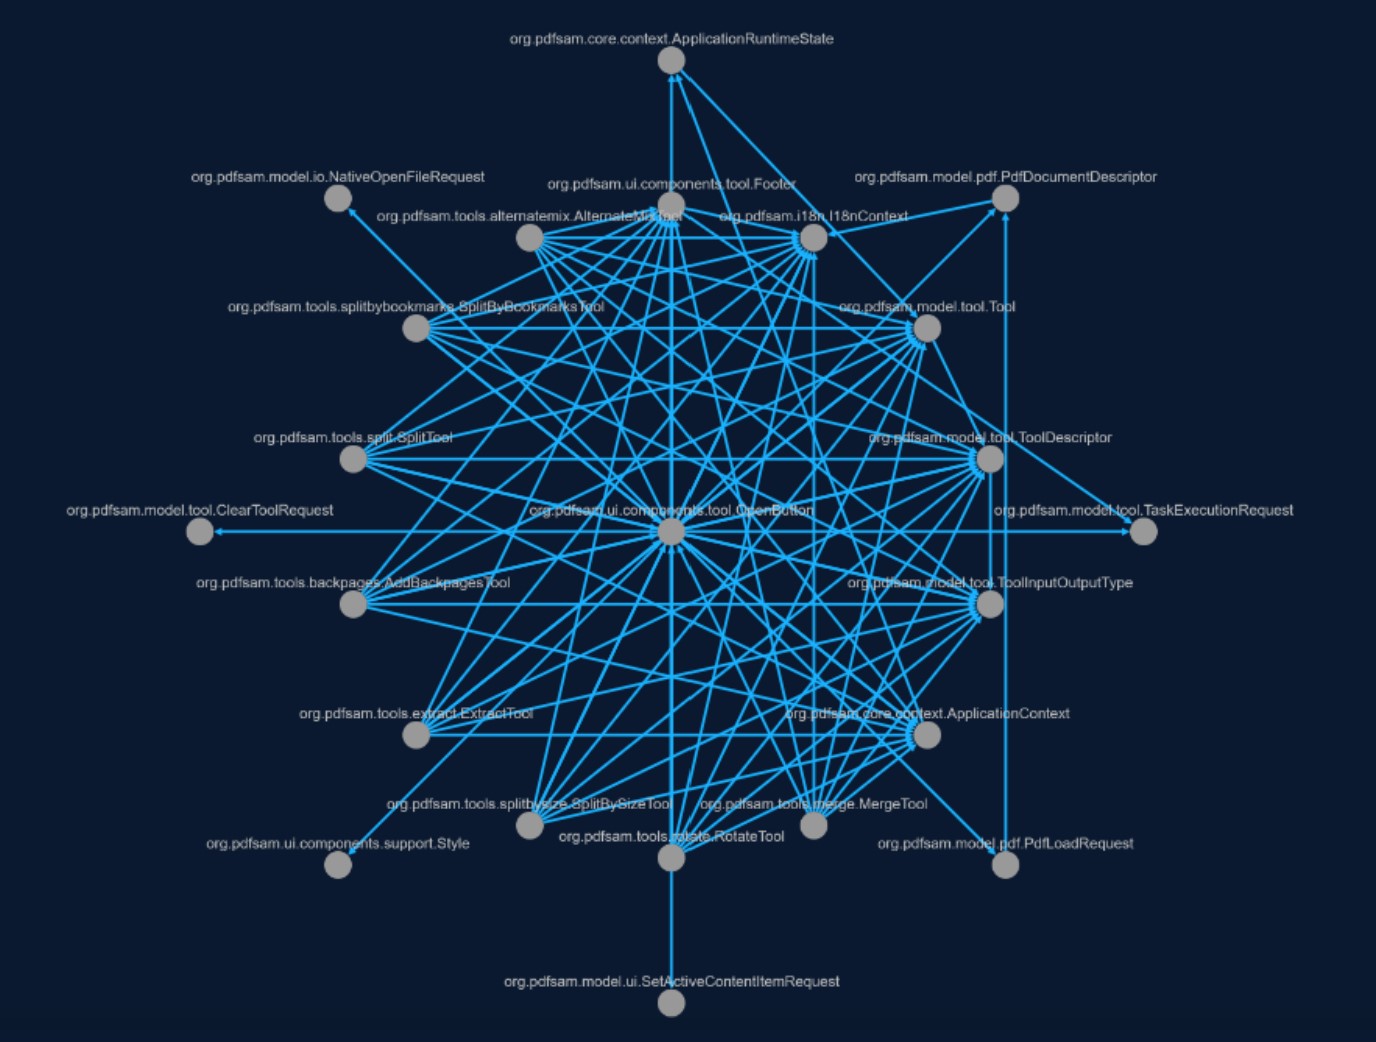 org.pdfsam.core.context.ApplicationRuntimeState
org.pdfsam.model.io.NativeOpenFileRequest
org.pdfsam.ui.components.tool.Footer
org.pdfsam.model.pdf.PdfDocumentDescriptor
org.pdfsam.tools.alternatemix.AlternateMixTool
org.pdfsam.i18n.I18nContext
org.pdfsam.tools.splitbybookmarks.SplitByBookmarksTool
org.pdfsam.model.tool.Tool
org.pdfsam.tools.split.SplitTool
org.pdfsam.model.tool.ToolDescriptor
org.pdfsam.model.tool.ClearToolRequest
org.pdfsam.ui.components.tool.OpenButton
org.pdfsam.model.tool.TaskExecutionRequest
org.pdfsam.tools.backpages.AddBackpagesTool
org.pdfsam.model.tool.ToolInputOutputType
org.pdfsam.tools.extract.ExtractTool
org.pdfsam.core.context.ApplicationContext
org.pdfsam.tools.splitbysize.SplitBySizeTool
org.pdfsam.tools.merge.MergeTool
org.pdfsam.tools.rotate.RotateTool
org.pdfsam.ui.components.support.Style
org.pdfsam.model.pdf.PdfLoadRequest
org.pdfsam.model.ui.SetActiveContentItemRequest